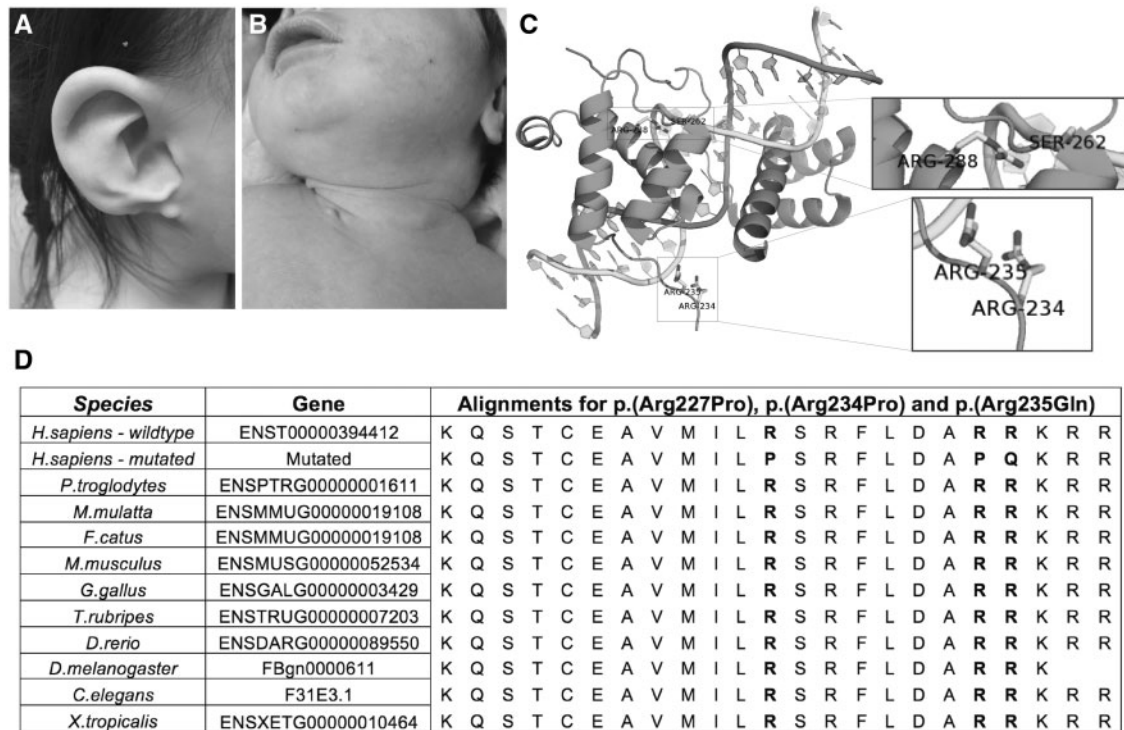 A
B
C
ARG-288
SER-262
ARG-288
SER-262
ARG-235
ARG-234
ARG-235
ARG-234
D
Species Gene Alignments for p.(Arg227Pro), p.(Arg234Pro) and p.(Arg235Gln)
H.sapiens - wildtype ENST00000394412 K Q S T C E A V M I L R S R F L D A R R K R R
H.sapiens - mutated Mutated K Q S T C E A V M I L P S R F L D A P Q K R R
P.troglodytes ENSPTRG00000001611 K Q S T C E A V M I L R S R F L D A R R K R R
M.mulatta ENSMMUG00000019108 K Q S T C E A V M I L R S R F L D A R R K R R
F.catus ENSMMUG00000019108 K Q S T C E A V M I L R S R F L D A R R K R R
M.musculus ENSMUSG00000052534 K Q S T C E A V M I L R S R F L D A R R K R R
G.gallus ENSGALG00000003429 K Q S T C E A V M I L R S R F L D A R R K R R
T.rubripes ENSTRUG00000007203 K Q S T C E A V M I L R S R F L D A R R K R R
D.rerio ENSDARG00000089550 K Q S T C E A V M I L R S R F L D A R R K R R
D.melanogaster FBgn0000611 K Q S T C E A V M I L R S R F L D A R R K
C.elegans F31E3.1 K Q S T C E A V M I L R S R F L D A R R K R R
X.tropicalis ENSXETG00000010464 K Q S T C E A V M I L R S R F L D A R R K R R